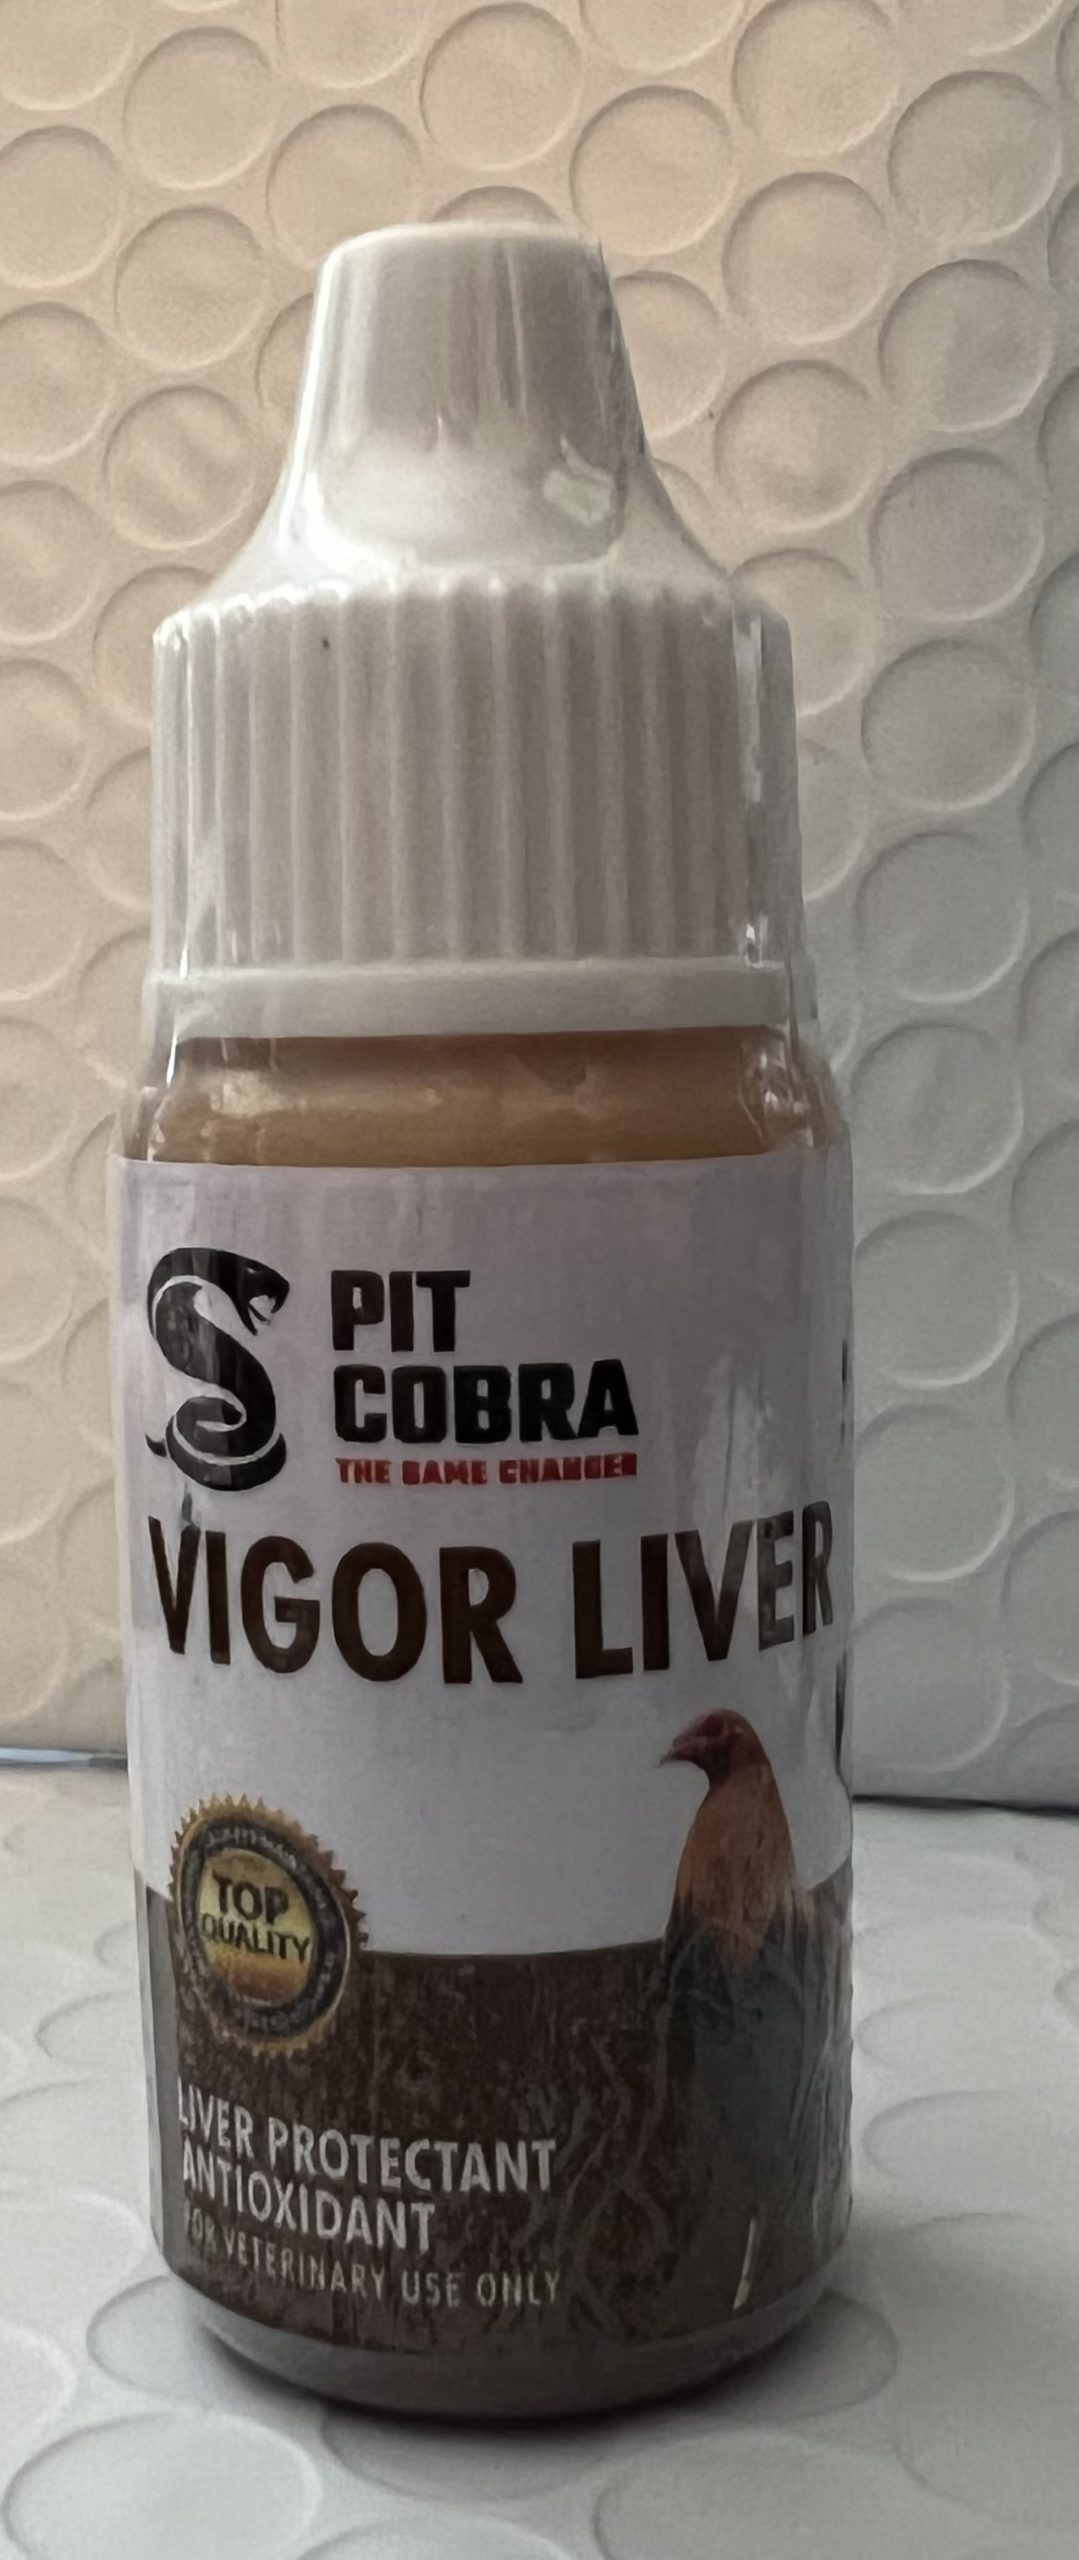 PIT
COBRA
THE GAME CHANGER
VIGOR LIVER
TOP
QUALITY
LIVER PROTECTANT
ANTIOXIDANT
FOR VETERINARY USE ONLY